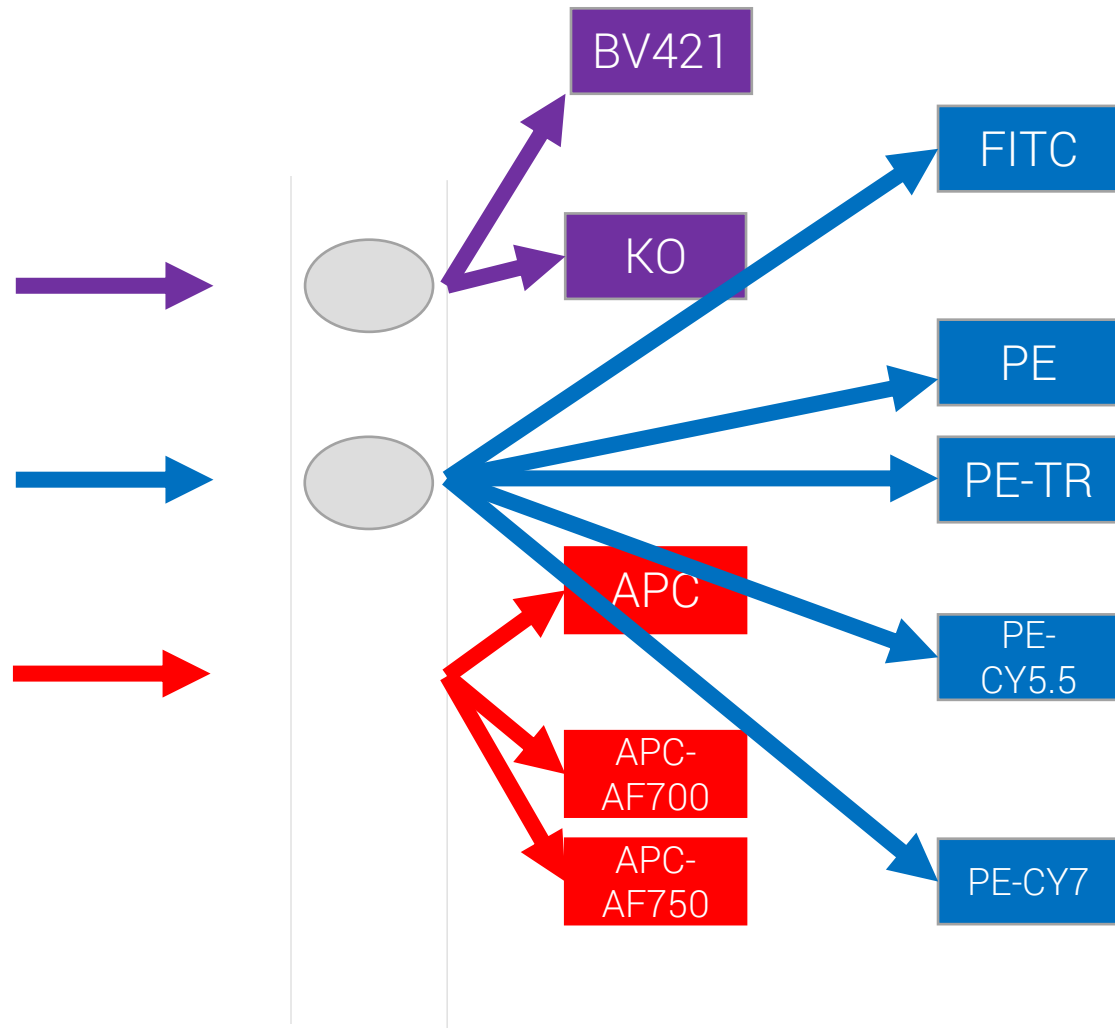 BV421
FITC
KO
PE
PE-TR
APC
PE-
CY5.5
APC-
AF700
APC-
AF750
PE-CY7